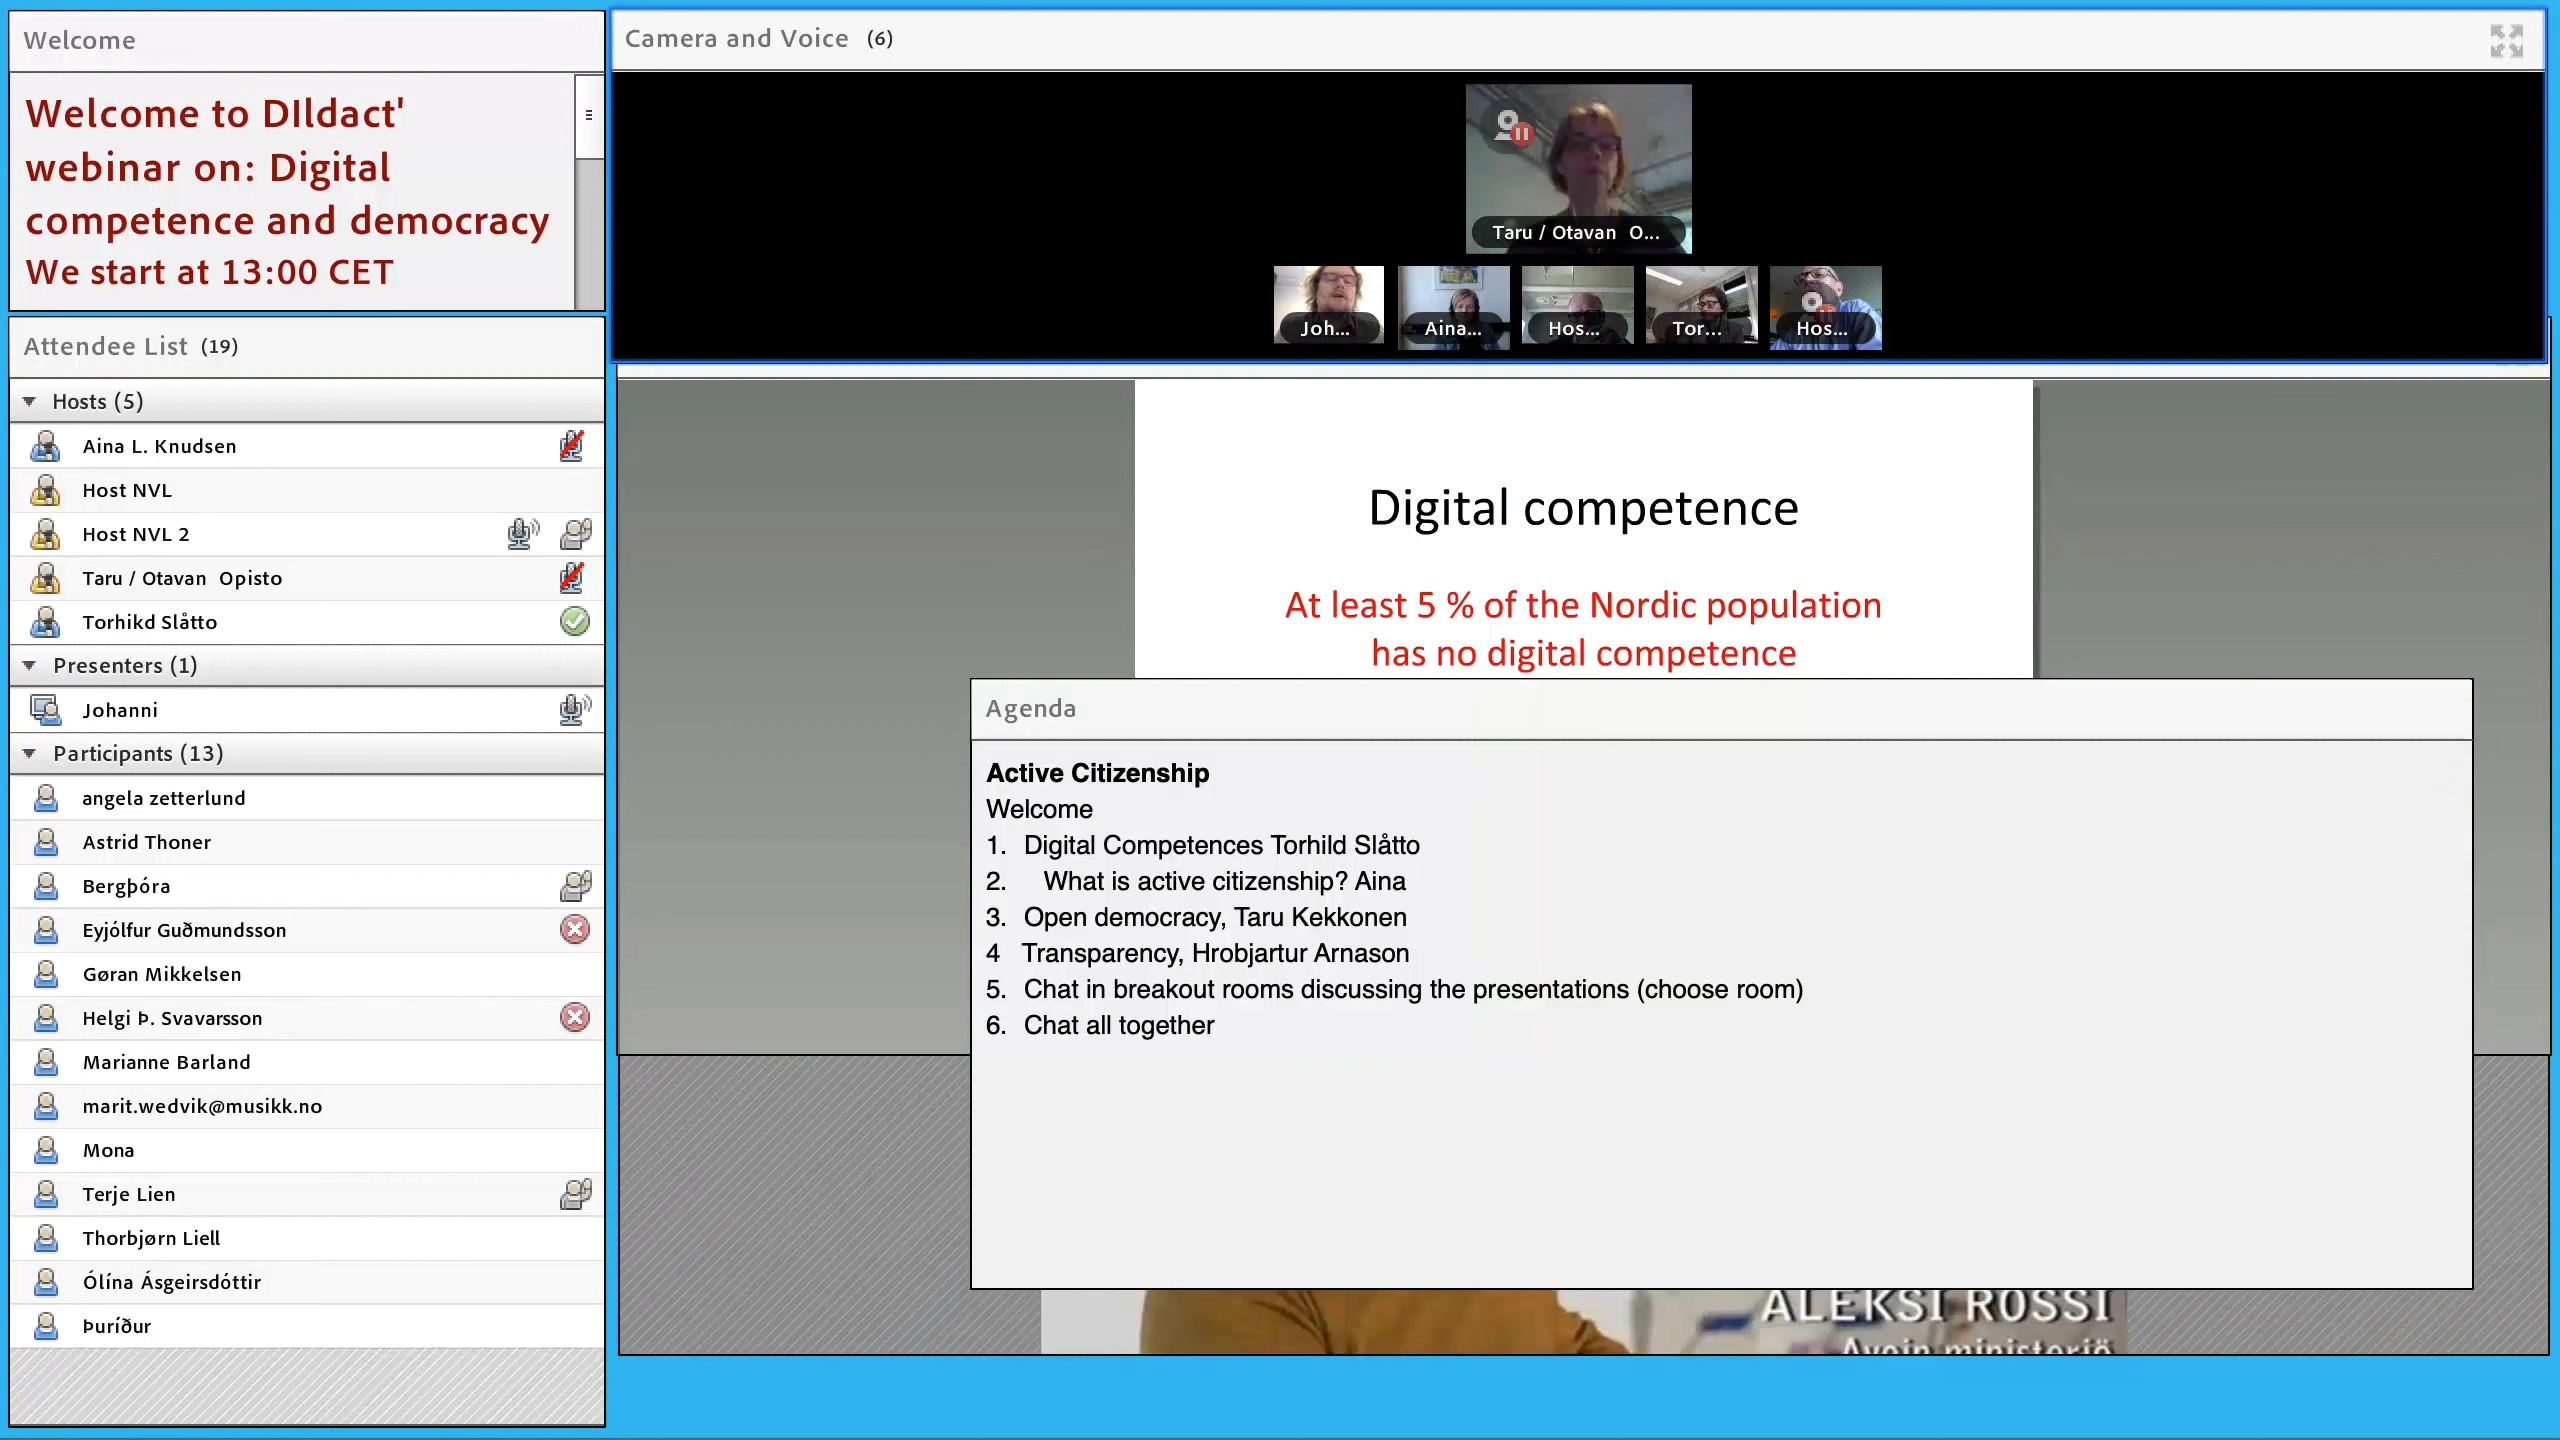 Welcome
Welcome to DIldact'
webinar on: Digital
competence and democracy
We start at 13:00 CET
Attendee List (19)
Hosts (5)
Aina L. Knudsen
Host NVL
Host NVL 2
Taru / Otavan Opisto
Torhikd Slåtto
Presenters (1)
Johanni
Participants (13)
angela zetterlund
Astrid Thoner
Bergþóra
Eyjólfur Guðmundsson
Gøran Mikkelsen
Helgi Þ. Svavarsson
Marianne Barland
marit.wedvik@musikk.no
Mona
Terje Lien
Thorbjørn Liell
Ólína Ásgeirsdóttir
Þuríður
Camera and Voice (6)
Taru / Otavan O...
Joh...
Aina...
Hos...
Tor...
Hos...
Digital competence
At least 5 % of the Nordic population
has no digital competence
Agenda
Active Citizenship
Welcome
1. Digital Competences Torhild Slåtto
2. What is active citizenship? Aina
3. Open democracy, Taru Kekkonen
4 Transparency, Hrobjartur Arnason
5. Chat in breakout rooms discussing the presentations (choose room)
6. Chat all together
ALEKSI ROSSI
Avoin ministeriö